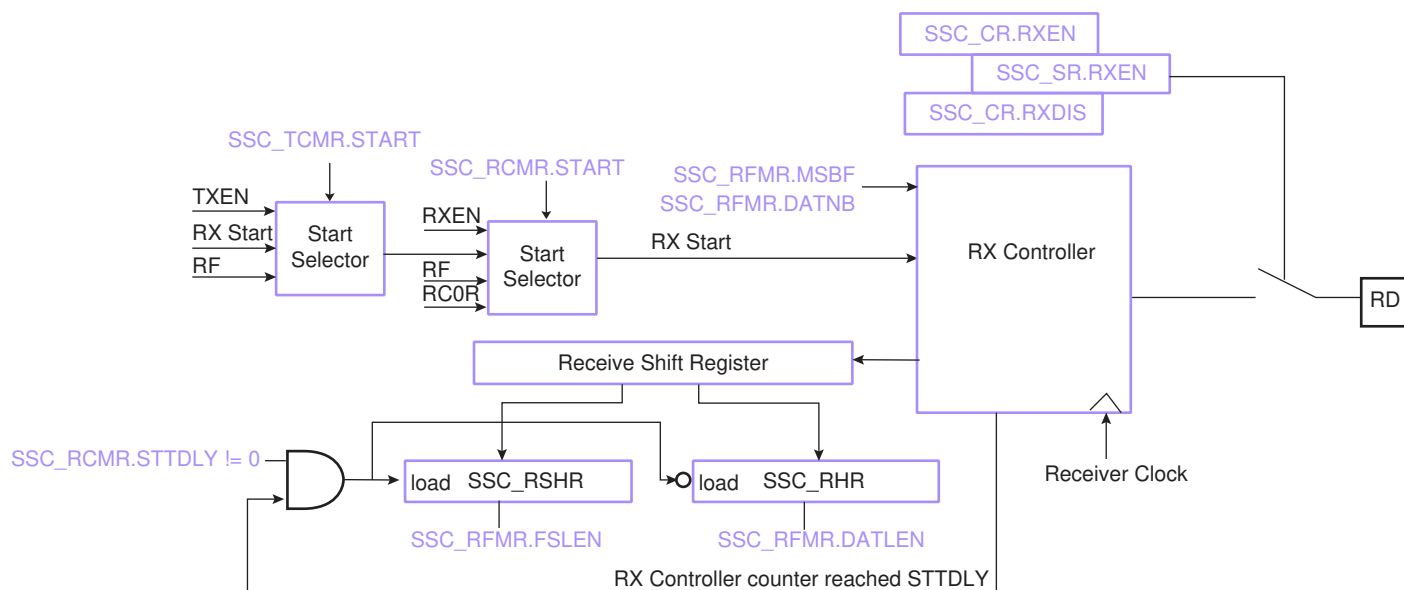 SSC_CR.RXEN
SSC_SR.RXEN
SSC_CR.RXDIS
SSC_TCMR.START
SSC_RCMR.START
SSC_RFMR.MSBF
SSC_RFMR.DATNB
TXEN
RX Start
RF
Start
Selector
RXEN
RF
RC0R
Start
Selector
RX Start
RX Controller
RD
Receive Shift Register
SSC_RCMR.STTDLY != 0
load SSC_RSHR
load SSC_RHR
Receiver Clock
SSC_RFMR.FSLEN
SSC_RFMR.DATLEN
RX Controller counter reached STTDLY